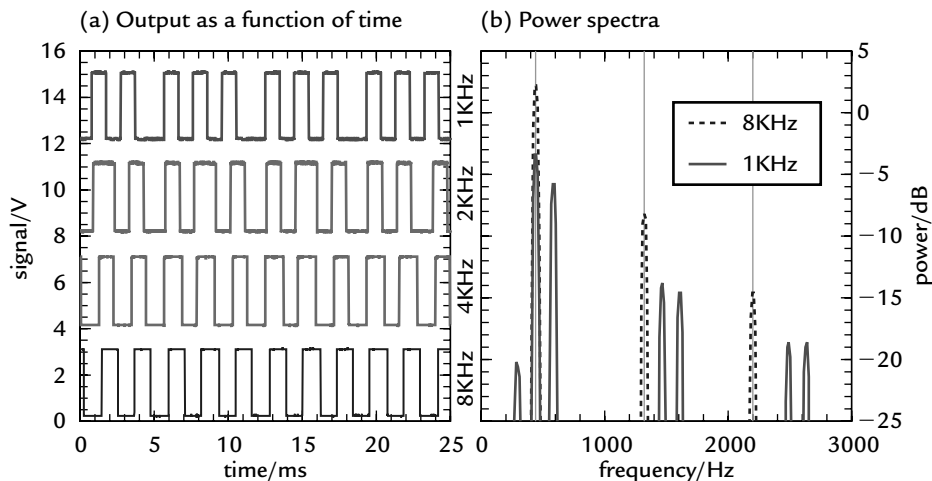 (a) Output as a function of time
(b) Power spectra
16
14
12
10
8
6
4
2
0
signal/V
1KHz
2KHz
4KHz
8KHz
0
5
10
15
20
25
time/ms
5
0
−5
−10
−15
−20
−25
power/dB
8KHz
1KHz
0
1000
2000
3000
frequency/Hz